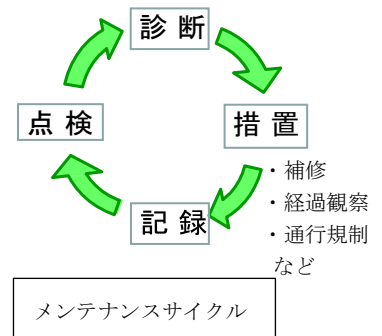 診断
点検
措置
・補修
・経過観察
・通行規制
など
記録
メンテナンスサイクル